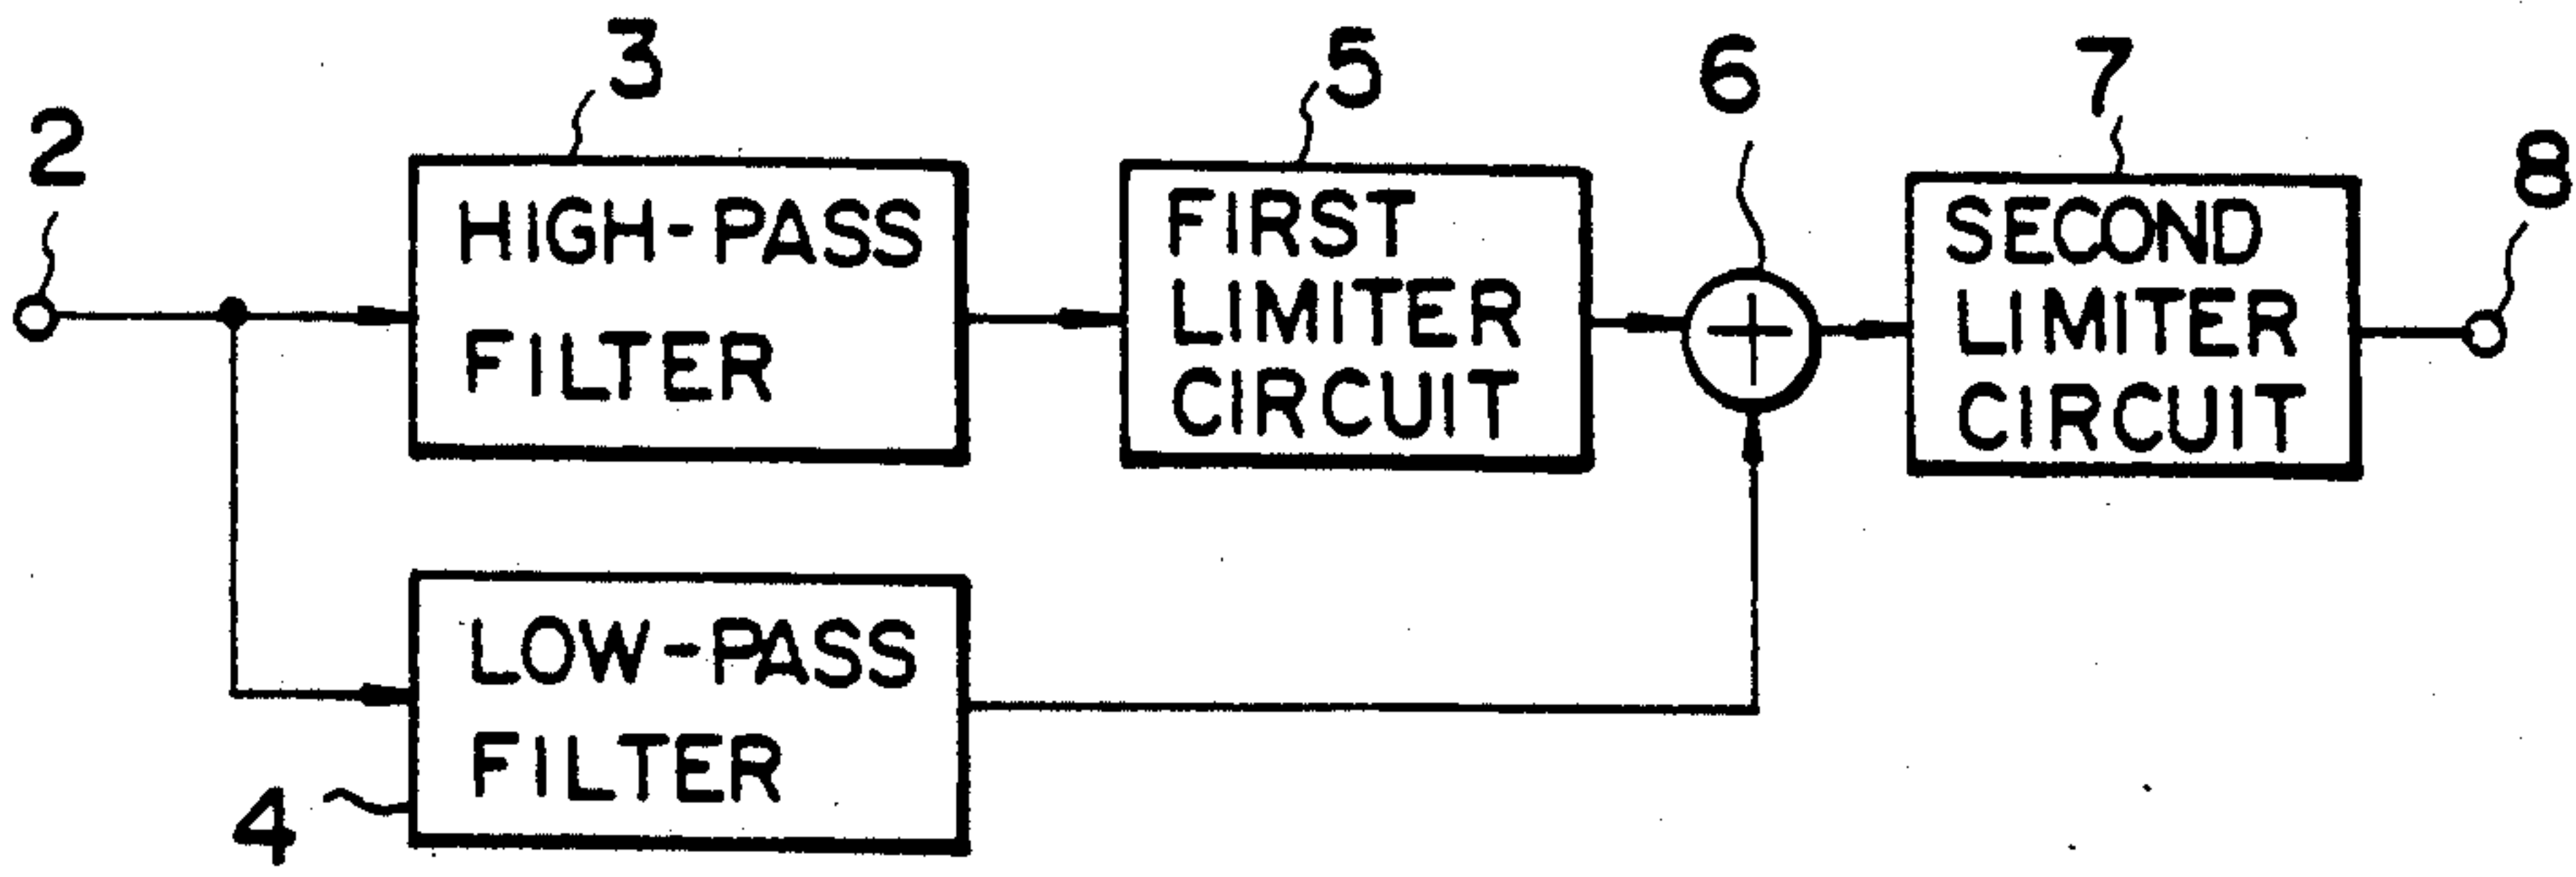 2
3
HIGH-PASS
FILTER
5
FIRST
LIMITER
CIRCUIT
6
7
SECOND
LIMITER
CIRCUIT
8
LOW-PASS
FILTER
4